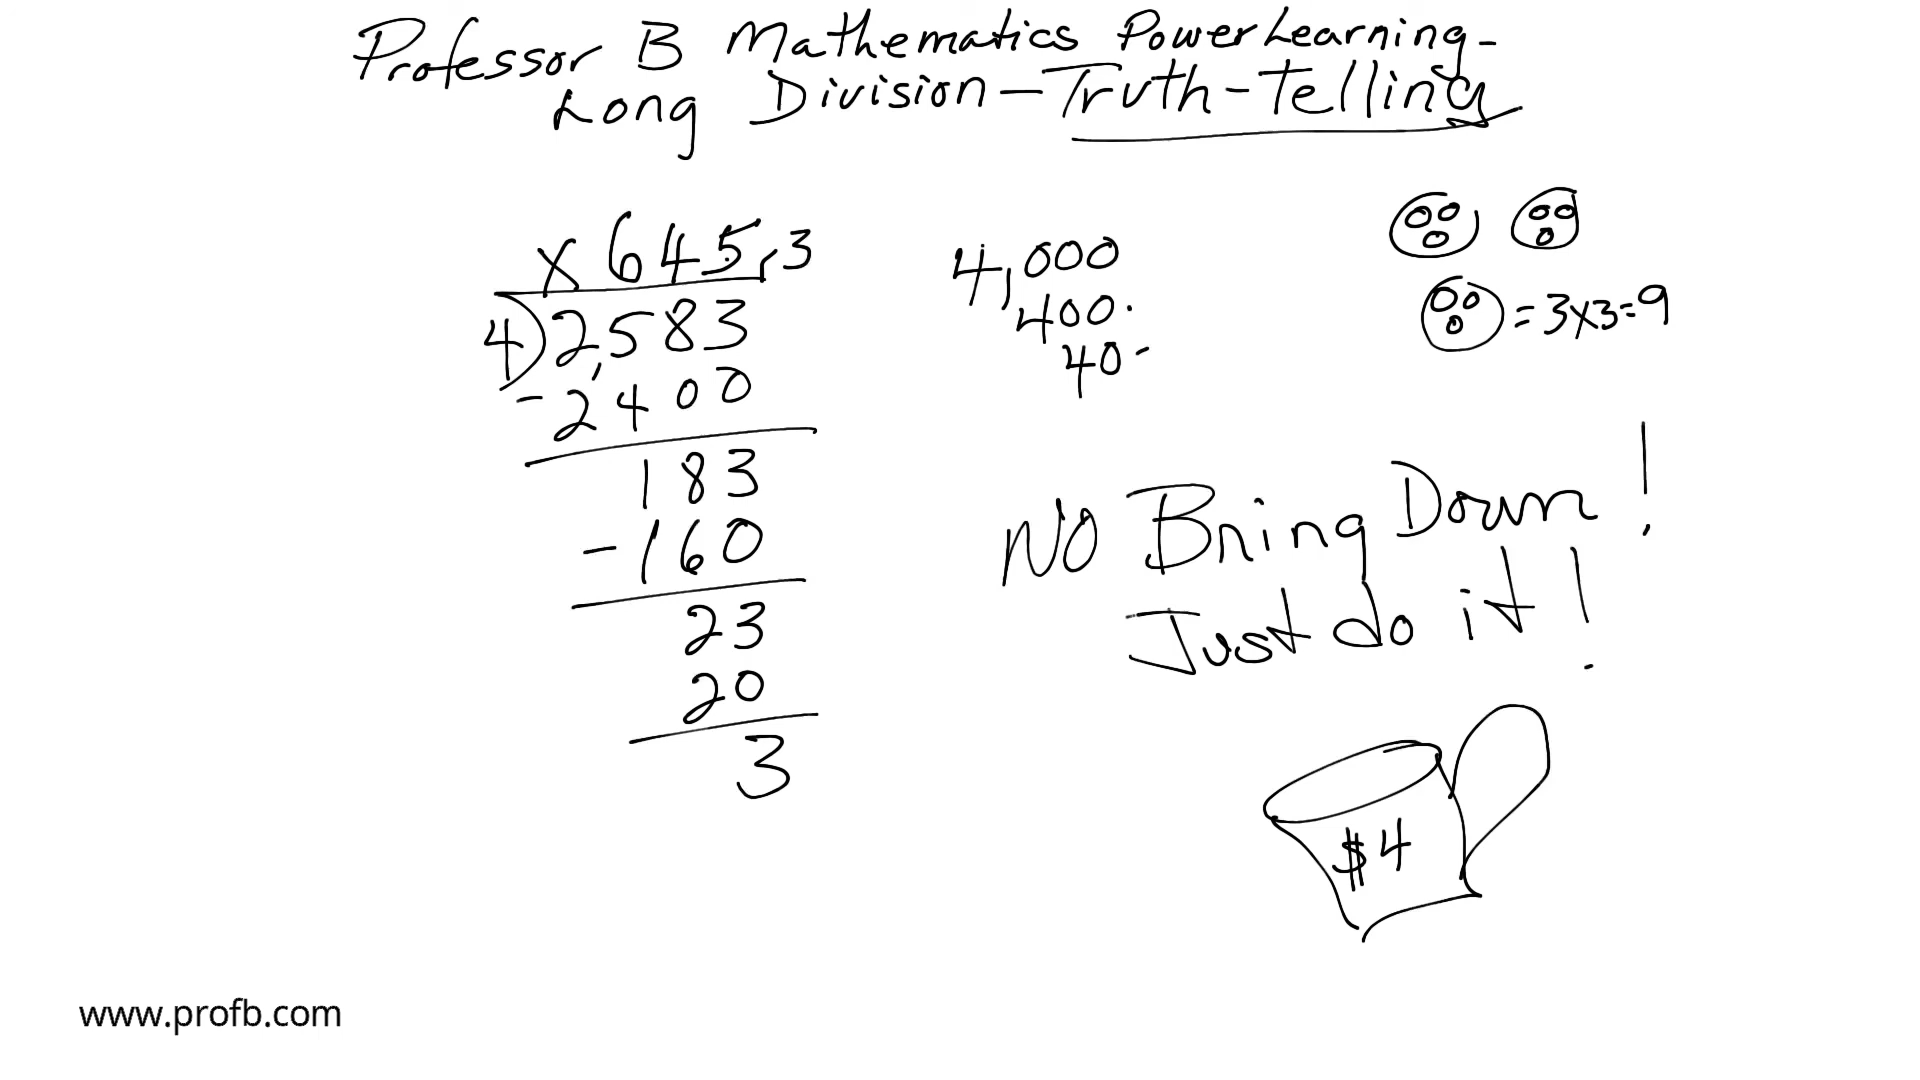 Professor B Mathematics PowerLearning-
Long Division-Truth-Telling
x 645 r 3
4)2,583
-2400
183
-160
23
20
3
4,000
400.
40-
= 3x3=9
No Bring Down!
Just do it!
$4
www.profb.com